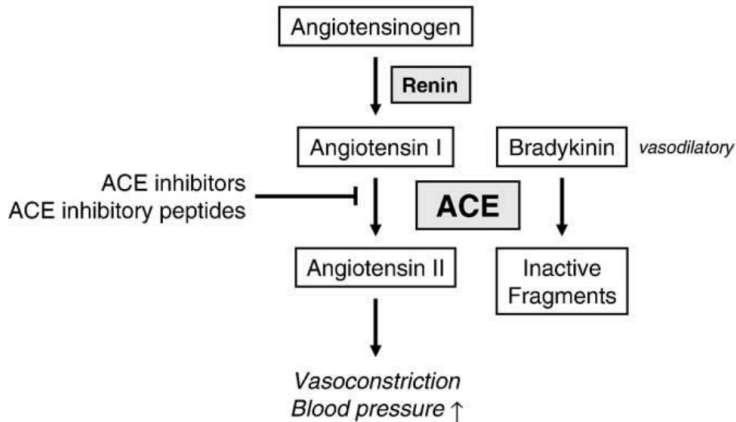 Angiotensinogen
Renin
Angiotensin I
Bradykinin
vasodilatory
ACE inhibitors
ACE inhibitory peptides
ACE
Angiotensin II
Inactive
Fragments
Vasoconstriction
Blood pressure ↑